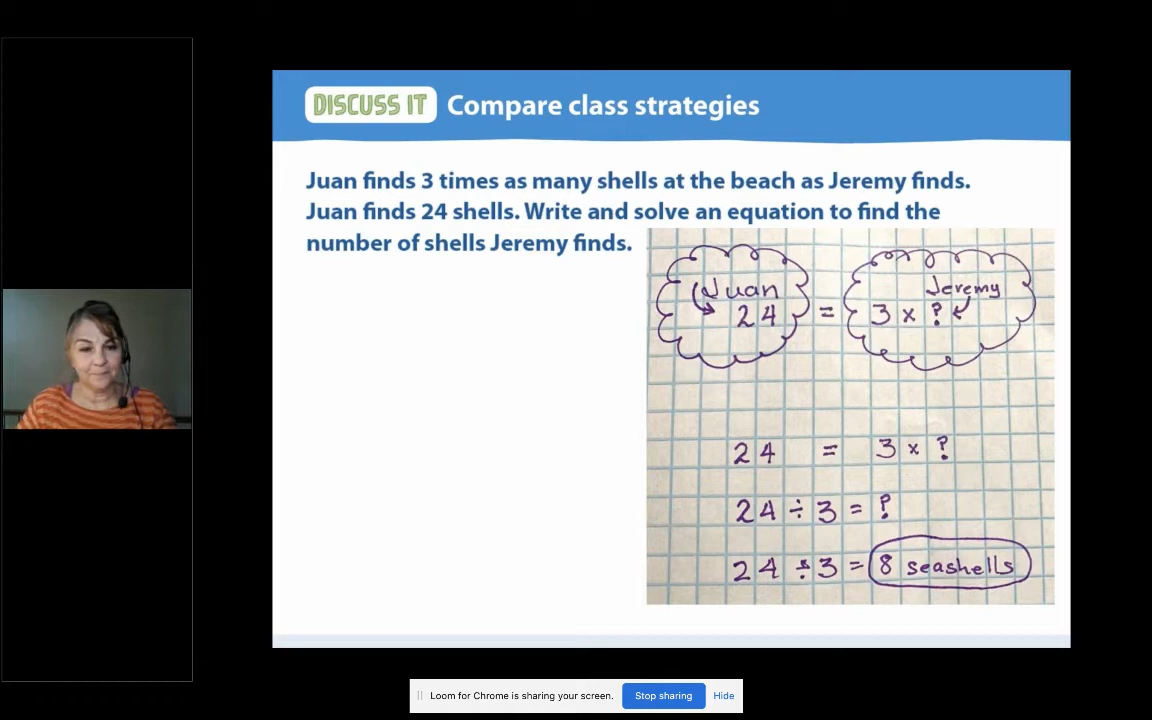 DISCUSS IT Compare class strategies
Juan finds 3 times as many shells at the beach as Jeremy finds.
Juan finds 24 shells. Write and solve an equation to find the
number of shells Jeremy finds.
Juan
Jeremy
24 = 3 × ?
24 = 3 × ?
24 ÷ 3 = ?
24 ÷ 3 = 8 seashells
Loom for Chrome is sharing your screen. Stop sharing Hide